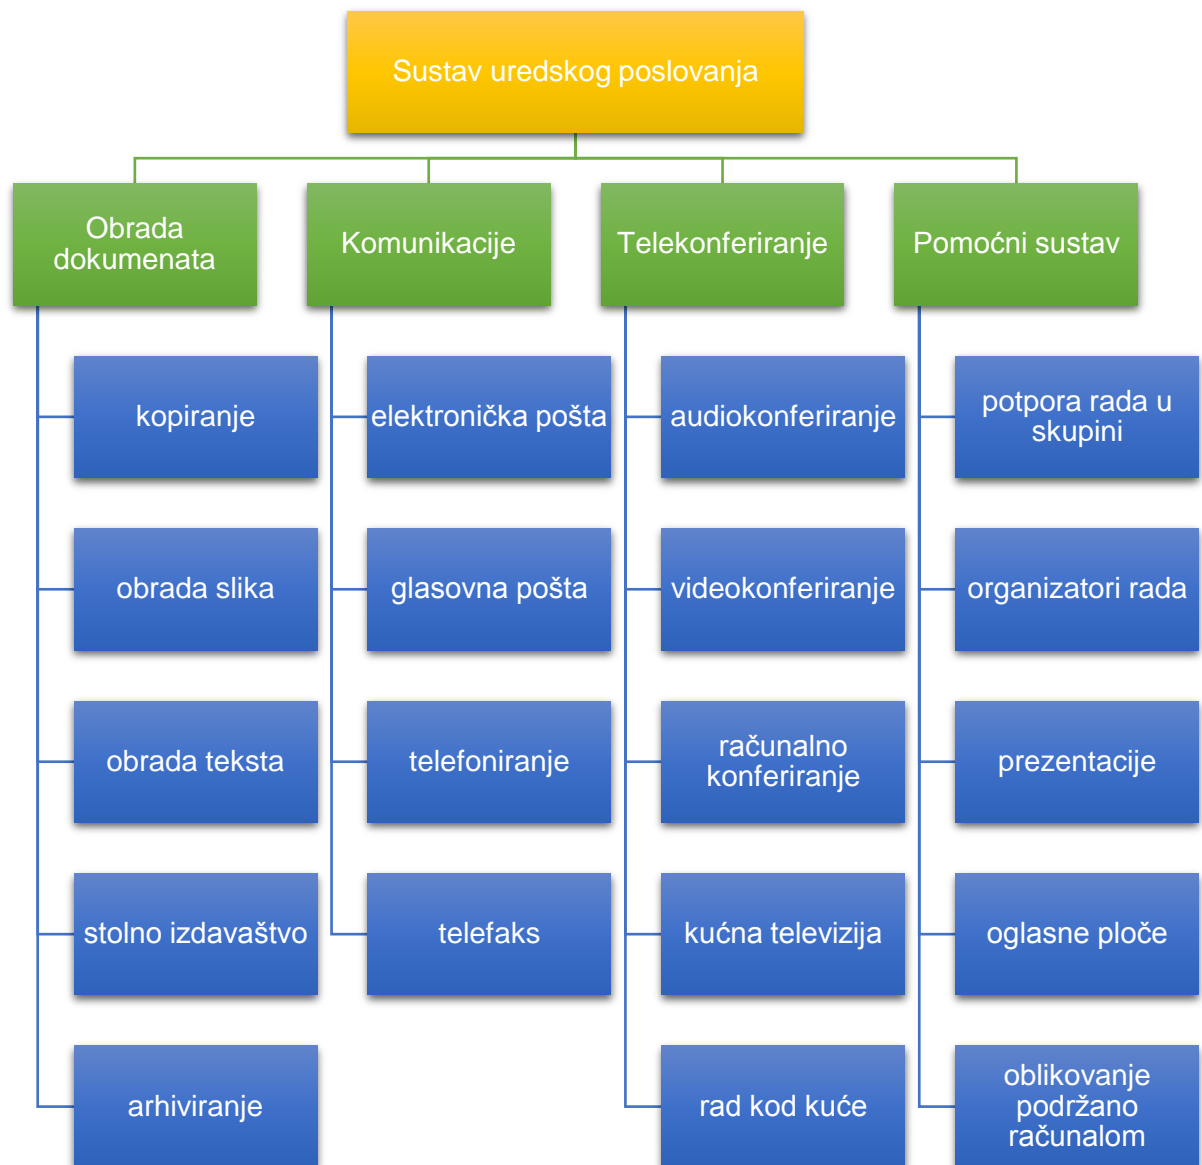 Sustav uredskog poslovanja
Obrada
dokumenata
Komunikacije
Telekonferiranje
Pomoćni sustav
kopiranje
elektronička pošta
audiokonferiranje
potpora rada u
skupini
obrada slika
glasovna pošta
videokonferiranje
organizatori rada
obrada teksta
telefoniranje
računalno
konferiranje
prezentacije
stolno izdavaštvo
telefaks
kućna televizija
oglasne ploče
arhiviranje
rad kod kuće
oblikovanje
podržano
računalom